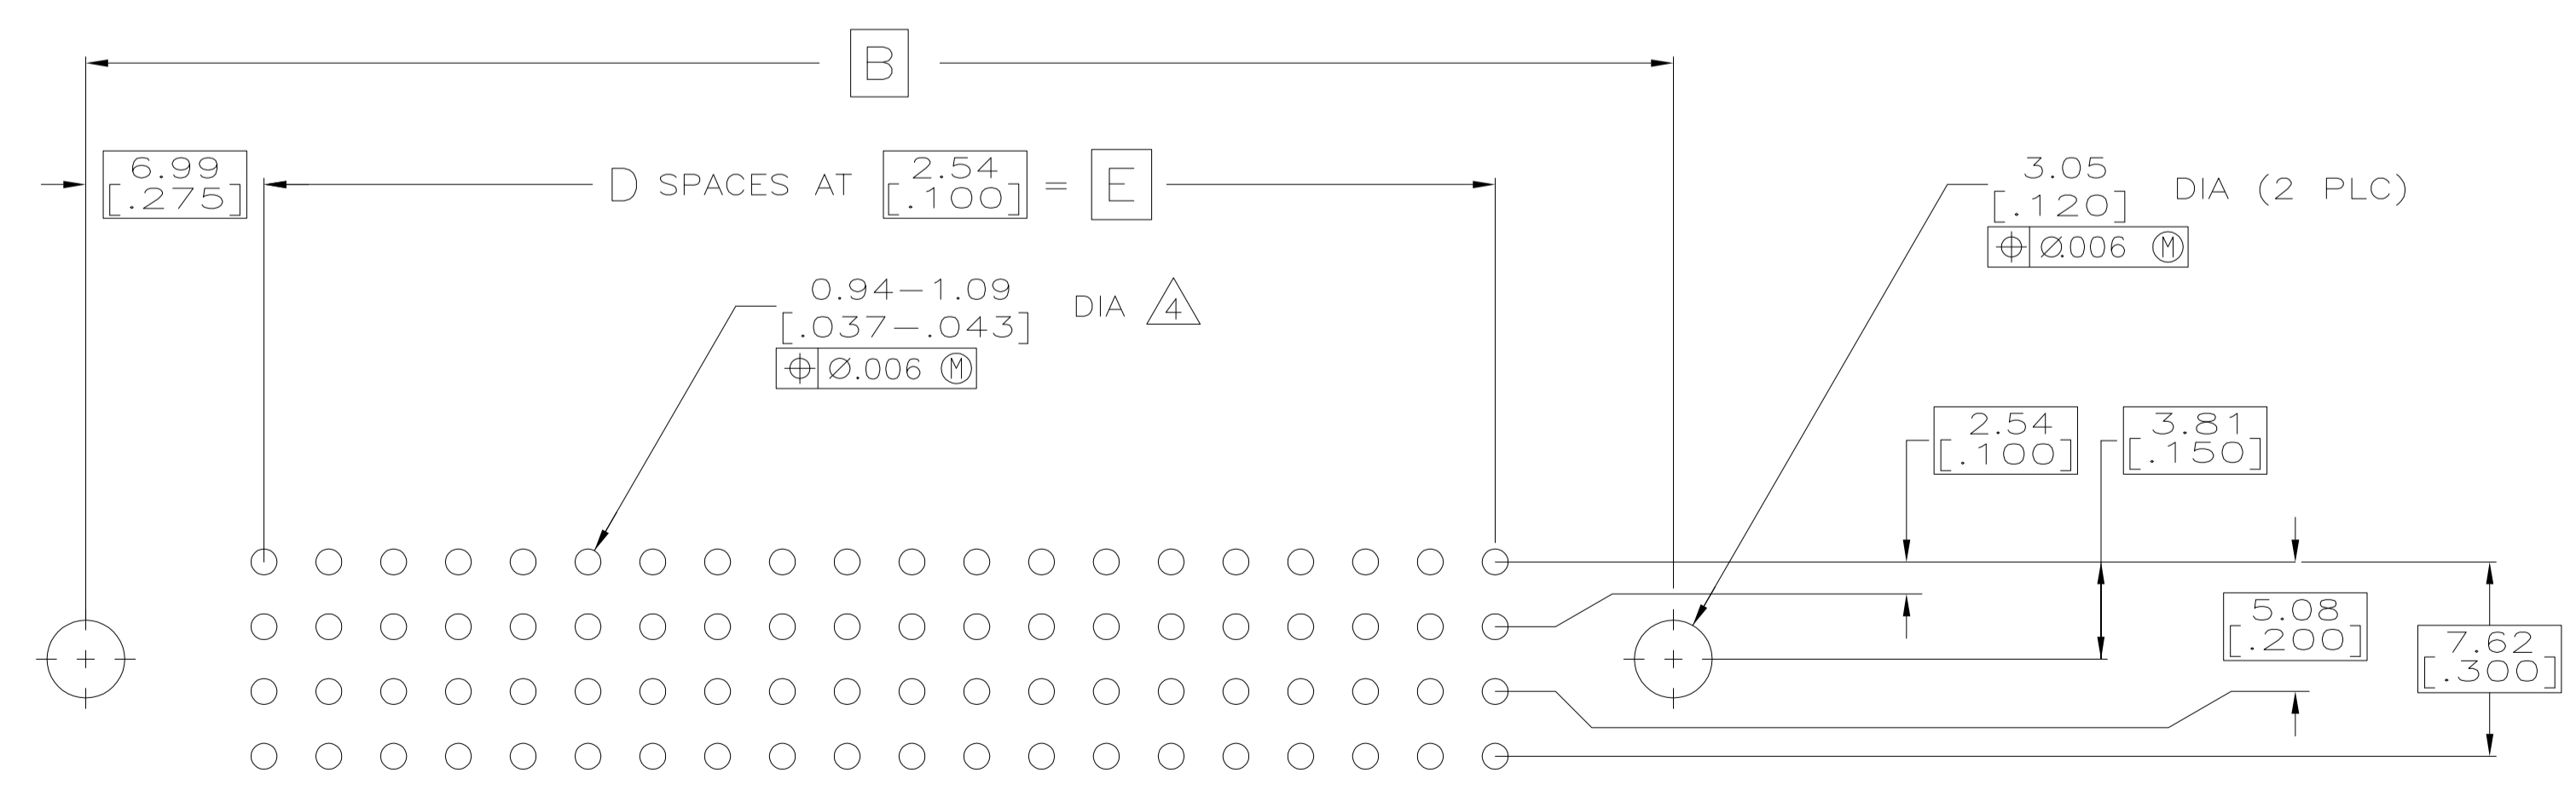 B
6.99
[.275]
D SPACES AT 2.54 [.100] = E
3.05
[.120]
DIA (2 PLC)
⌖ Ø.006 Ⓜ
0.94–1.09
[.037–.043]
DIA 4
⌖ Ø.006 Ⓜ
2.54
[.100]
3.81
[.150]
5.08
[.200]
7.62
[.300]